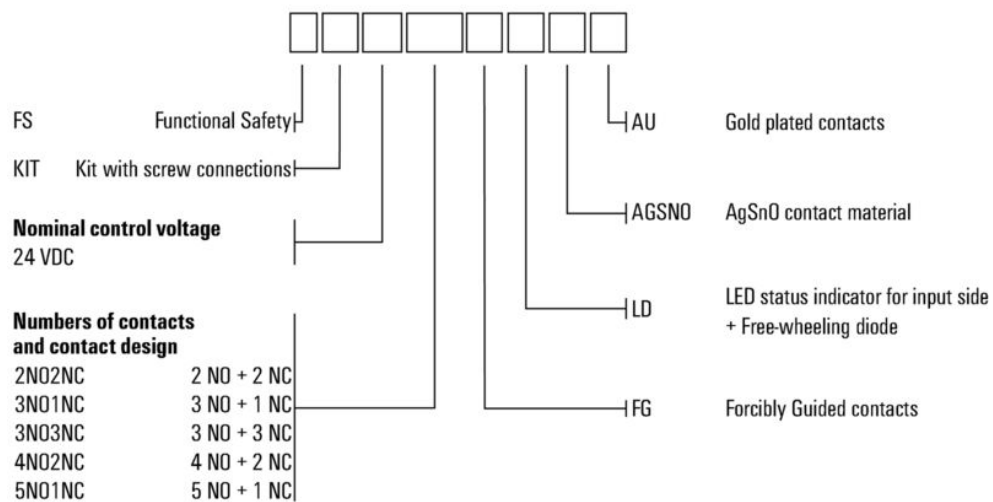 FS Functional Safety
KIT Kit with screw connections
Nominal control voltage
24 VDC
Numbers of contacts
and contact design
2NO2NC 2 NO + 2 NC
3NO1NC 3 NO + 1 NC
3NO3NC 3 NO + 3 NC
4NO2NC 4 NO + 2 NC
5NO1NC 5 NO + 1 NC
AU Gold plated contacts
AGSNO AgSnO contact material
LD LED status indicator for input side
+ Free-wheeling diode
FG Forcibly Guided contacts